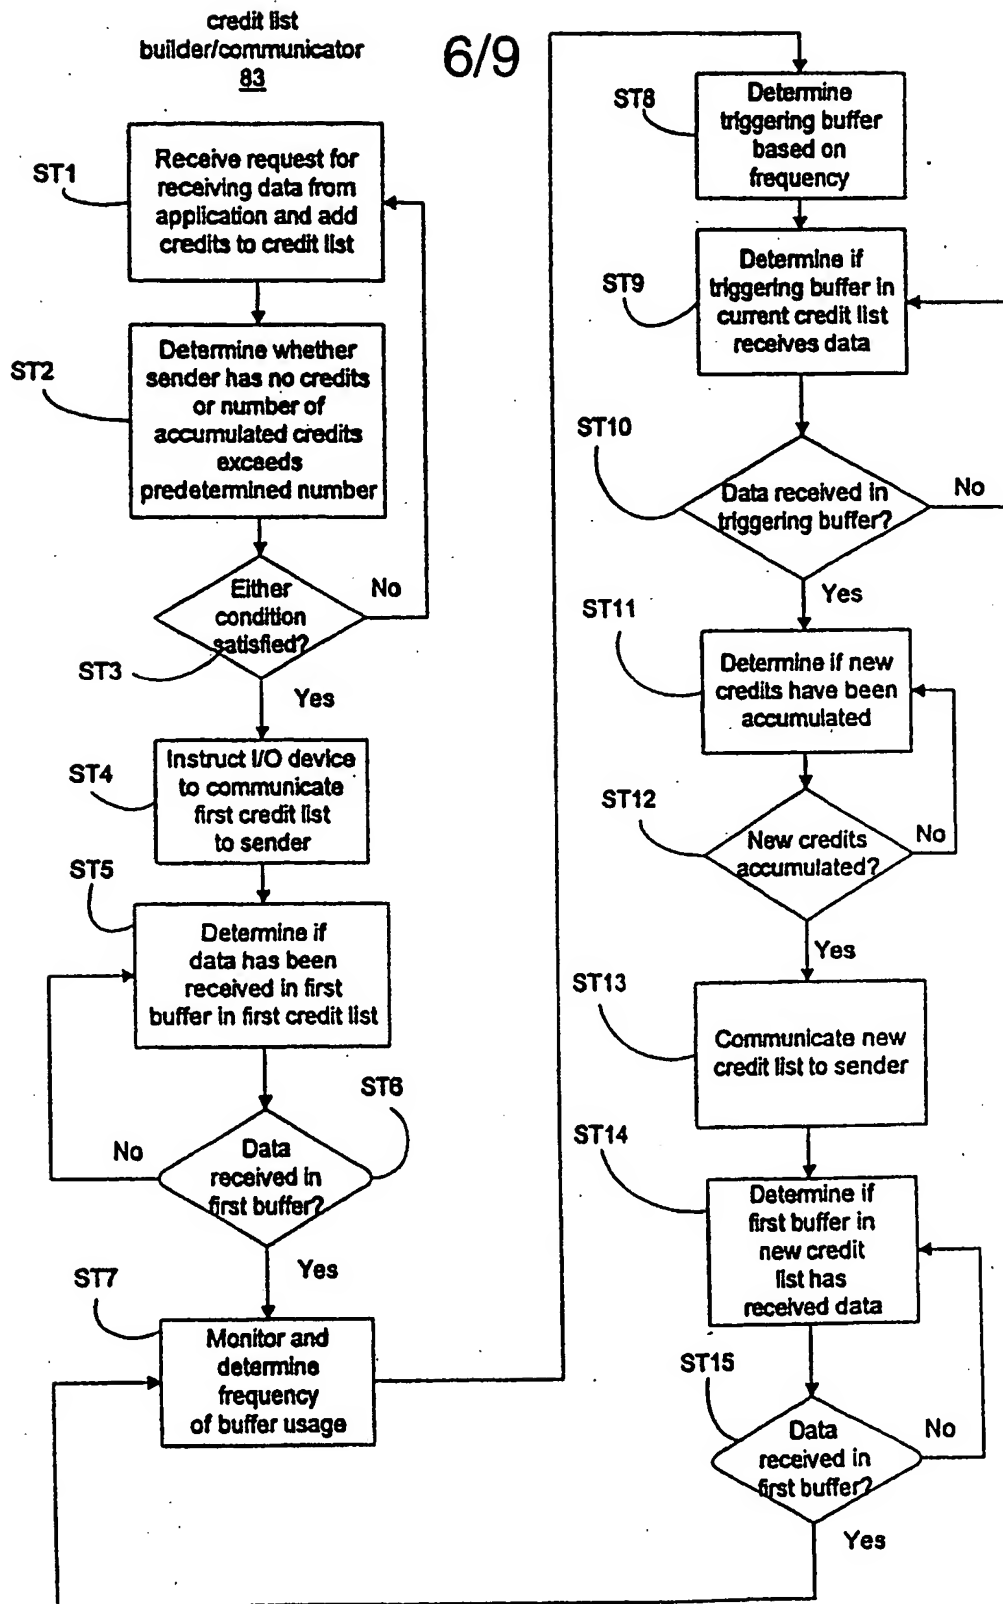 credit list
builder/communicator
83
6/9
ST1
Receive request for
receiving data from
application and add
credits to credit list
ST2
Determine whether
sender has no credits
or number of
accumulated credits
exceeds
predetermined number
Either
condition
satisfied?
No
ST3
Yes
ST4
Instruct I/O device
to communicate
first credit list
to sender
ST5
Determine if
data has been
received in first
buffer in first credit list
ST6
No
Data
received in
first buffer?
Yes
ST7
Monitor and
determine
frequency
of buffer usage
ST8
Determine
triggering buffer
based on
frequency
ST9
Determine if
triggering buffer in
current credit list
receives data
ST10
Data received in
triggering buffer?
No
Yes
ST11
Determine if new
credits have been
accumulated
ST12
New credits
accumulated?
No
Yes
ST13
Communicate new
credit list to sender
ST14
Determine if
first buffer in
new credit
list has
received data
ST15
Data
received in
first buffer?
No
Yes